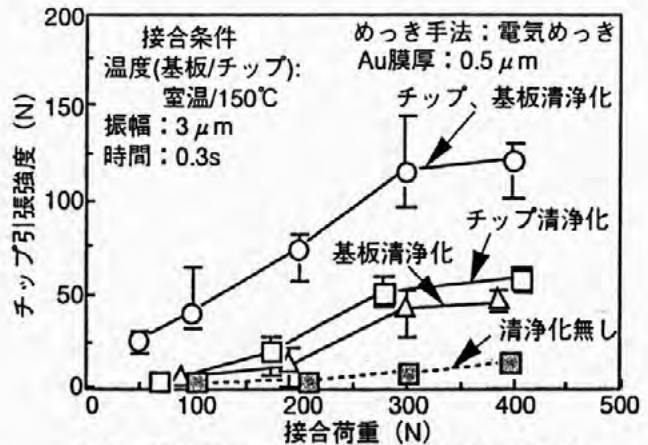 200
150
100
50
0
チップ引張強度 (N)
接合条件
温度(基板/チップ):
室温/150℃
振幅：3μm
時間：0.3s
めっき手法：電気めっき
Au膜厚：0.5μm
チップ、基板清浄化
チップ清浄化
基板清浄化
清浄化無し
0 100 200 300 400 500
接合荷重 (N)